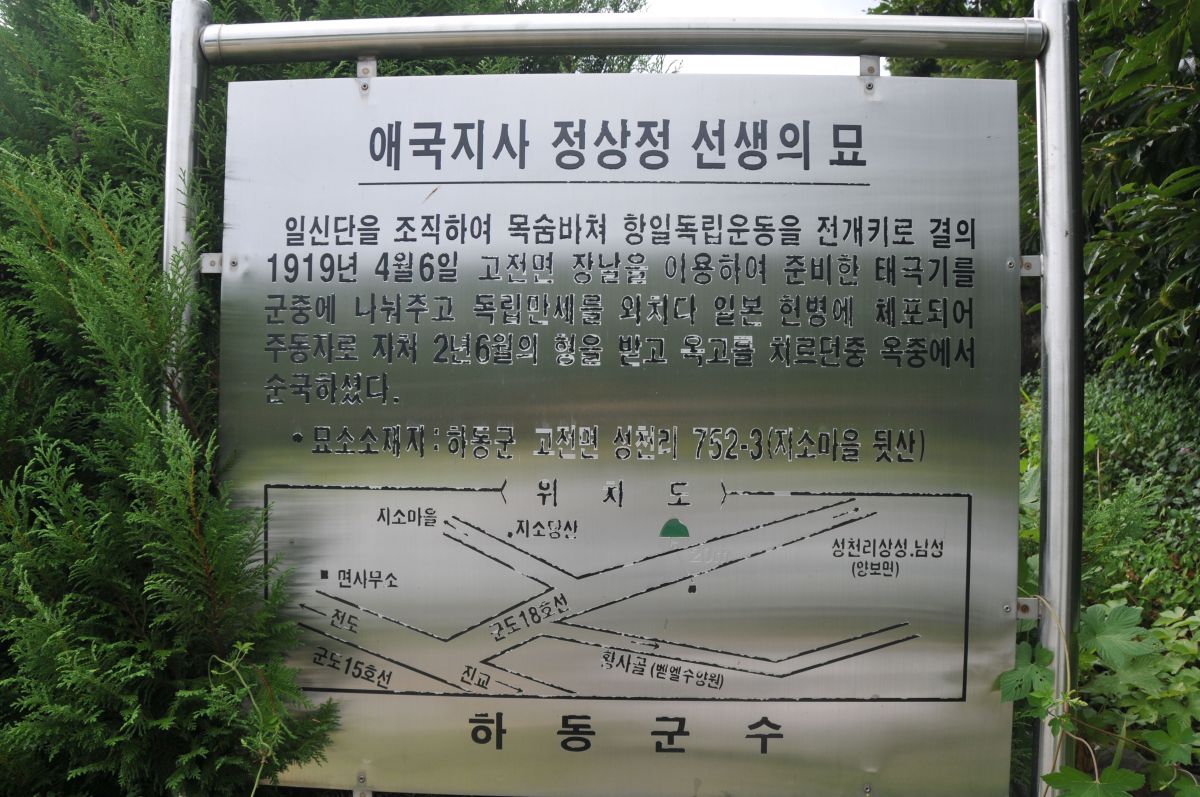 애국지사 정상정 선생의 묘
일신단을 조직하여 목숨바쳐 항일독립운동을 전개키로 결의
1919년 4월6일 고전면 장날을 이용하여 준비한 태극기를
군중에 나눠주고 독립만세를 외치다 일본 헌병에 체포되어
주동자로 지처 2년6월의 형을 받고 옥고를 치르던중 옥중에서
순국하셨다.
• 묘소소재지 : 하동군 고전면 성천리 752-3(지소마을 뒷산)
〈 위 치 도 〉
지소마을
지소당산
20m
성천리상성.남성
(양보면)
면사무소
전도
군도18호선
군도15호선
진교
황사골 (벧엘수양원)
하 동 군 수